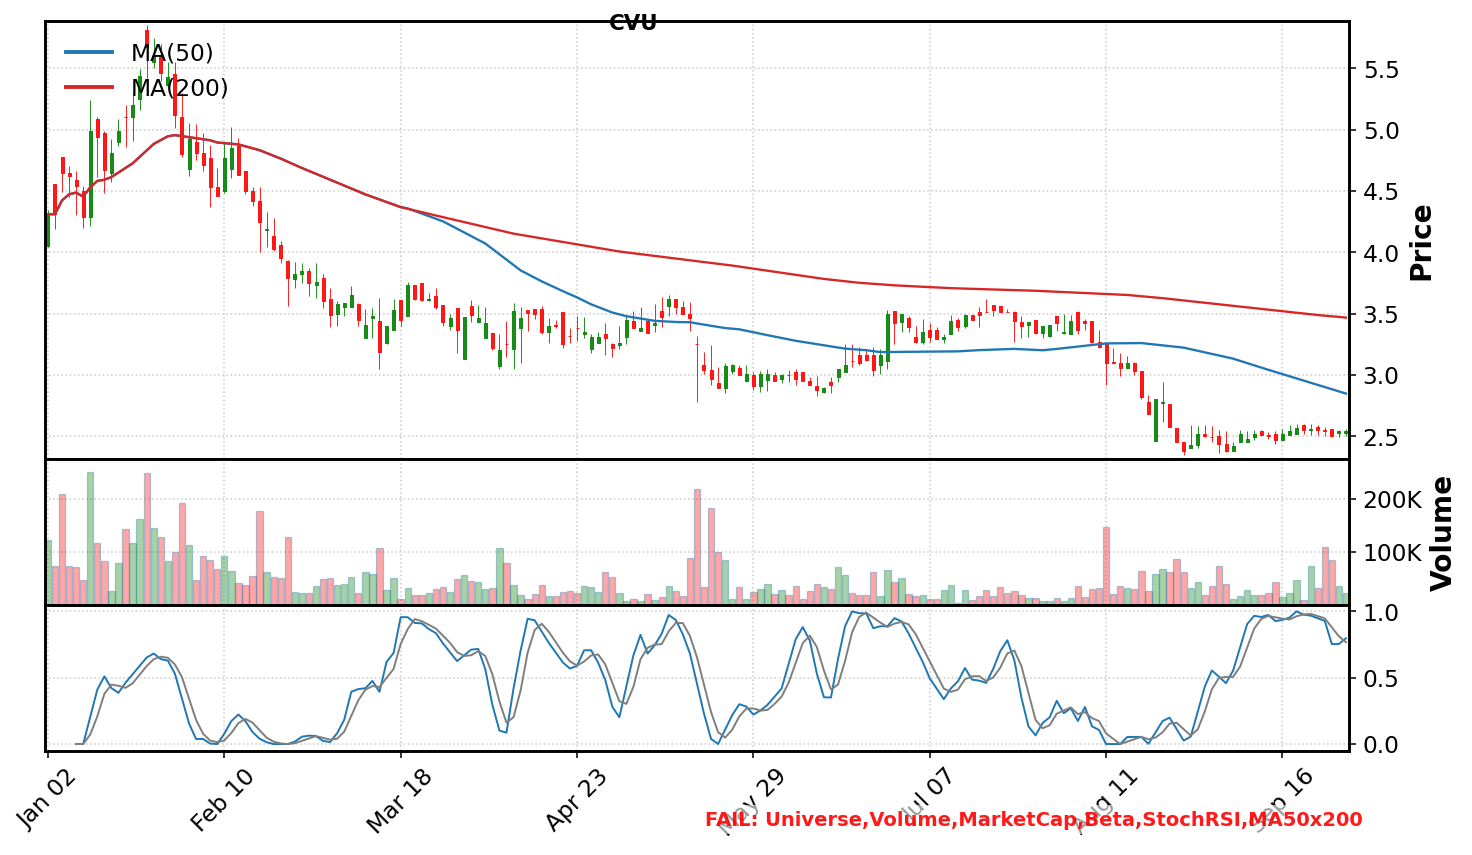 CVU
MA(50)
MA(200)
5.5
5.0
4.5
4.0
3.5
3.0
2.5
Price
200K
100K
Volume
1.0
0.5
0.0
Jan 02
Feb 10
Mar 18
Apr 23
May 29
Jul 07
Aug 11
Sep 16
FAIL: Universe,Volume,MarketCap,Beta,StochRSI,MA50x200